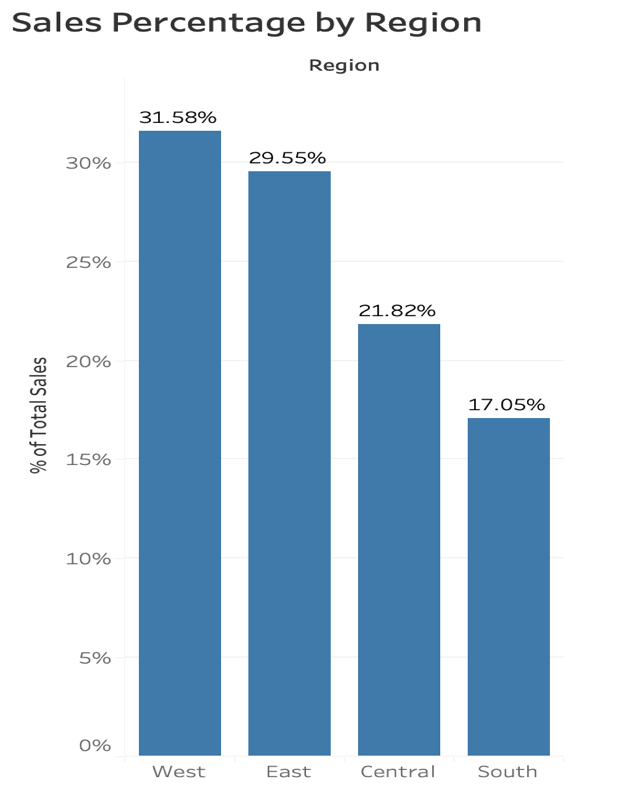 Sales Percentage by Region
Region
31.58%
29.55%
21.82%
17.05%
30%
25%
20%
15%
10%
5%
0%
% of Total Sales
West East Central South